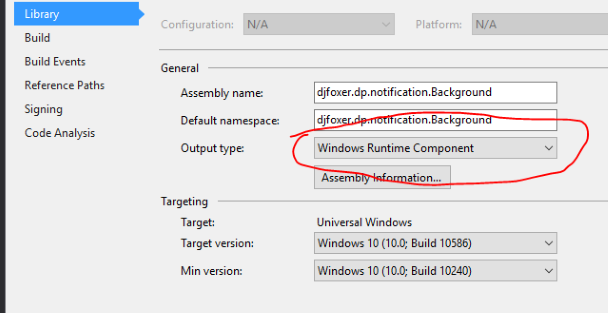 Library
Build
Build Events
Reference Paths
Signing
Code Analysis
Configuration: N/A Platform: N/A
General
Assembly name: djfoxer.dp.notification.Background
Default namespace: djfoxer.dp.notification.Background
Output type: Windows Runtime Component
Assembly Information...
Targeting
Target: Universal Windows
Target version: Windows 10 (10.0; Build 10586)
Min version: Windows 10 (10.0; Build 10240)